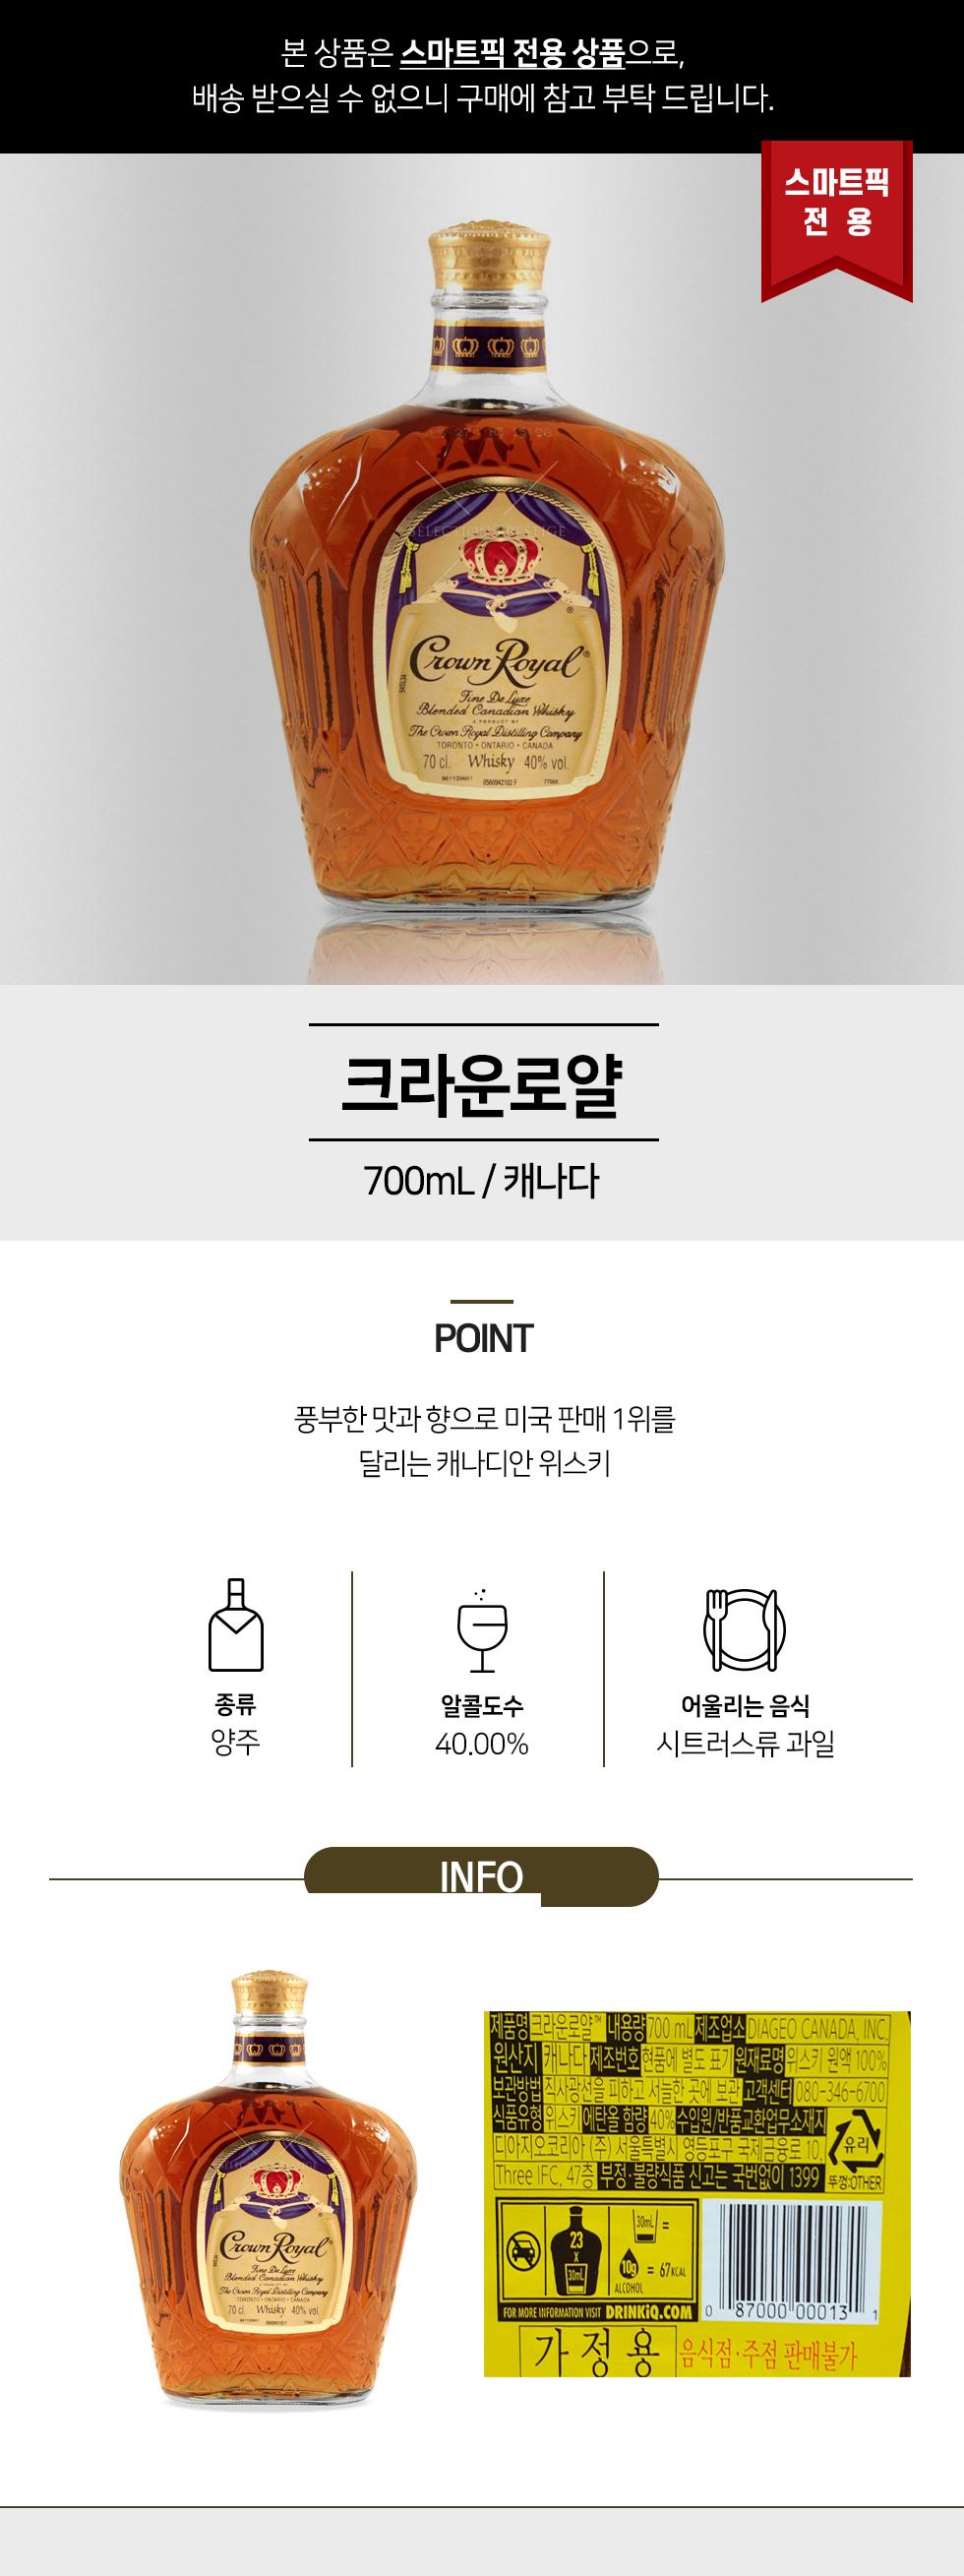 본 상품은 스마트픽 전용 상품으로,
배송 받으실 수 없으니 구매에 참고 부탁 드립니다.
스마트픽
전 용
SÉLECTION PRESTIGE
Crown Royal®
Fine De Luxe
Blended Canadian Whisky
A PRODUCT OF
The Crown Royal Distilling Company
TORONTO • ONTARIO • CANADA
70 cl. Whisky 40% vol.
크라운로얄
700mL / 캐나다
POINT
풍부한 맛과 향으로 미국 판매 1위를
달리는 캐나디안 위스키
종류
양주
알콜도수
40.00%
어울리는 음식
시트러스류 과일
INFO
Crown Royal
Fine De Luxe
Blended Canadian Whisky
The Crown Royal Distilling Company
TORONTO • ONTARIO • CANADA
70 cl. Whisky 40% vol.
제품명 크라운로얄™ 내용량 700 mL 제조업소 DIAGEO CANADA, INC.
원산지 캐나다 제조번호 현품에 별도 표기 원재료명 위스키 원액 100%
보관방법 직사광선을 피하고 서늘한 곳에 보관 고객센터 080-346-6700
식품유형 위스키 에탄올 함량 40% 수입원/반품교환업무소재지
디아지오코리아 (주) 서울특별시 영등포구 국제금융로 10,
Three IFC, 47층 부정·불량식품 신고는 국번없이 1399
유리
뚜껑:OTHER
23
x
30mL
30mL =
10g = 67KCAL
ALCOHOL
FOR MORE INFORMATION VISIT DRINKiQ.COM
0 87000 00013 1
가 정 용 음식점·주점 판매불가